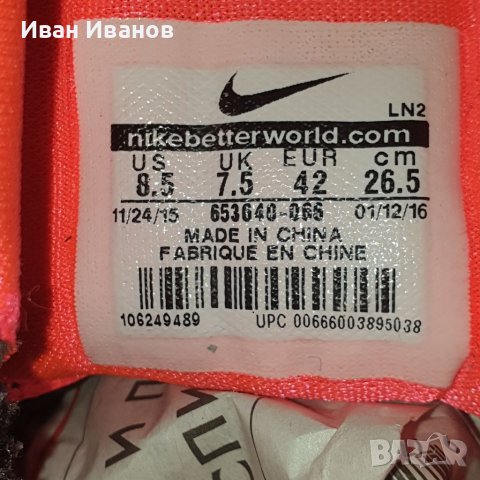 Иван Иванов
LN2
nikebetterworld.com
US UK EUR cm
8.5 7.5 42 26.5
11/24/15 653640-066 01/12/16
MADE IN CHINA
FABRIQUE EN CHINE
106249489 UPC 00666003895038
BAZAR